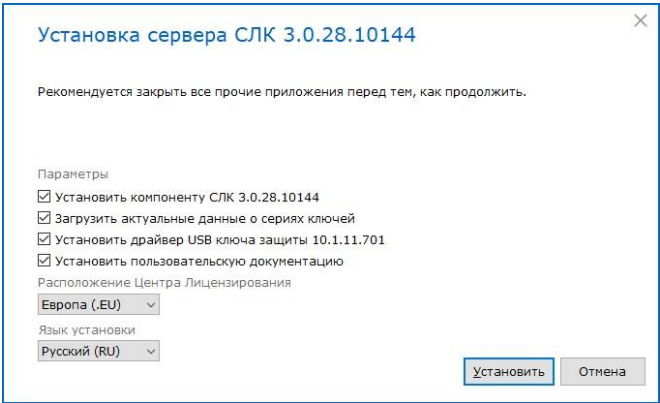 Установка сервера СЛК 3.0.28.10144
Рекомендуется закрыть все прочие приложения перед тем, как продолжить.
Параметры
Установить компоненту СЛК 3.0.28.10144
Загрузить актуальные данные о сериях ключей
Установить драйвер USB ключа защиты 10.1.11.701
Установить пользовательскую документацию
Расположение Центра Лицензирования
Европа (.EU)
Язык установки
Русский (RU)
Установить Отмена